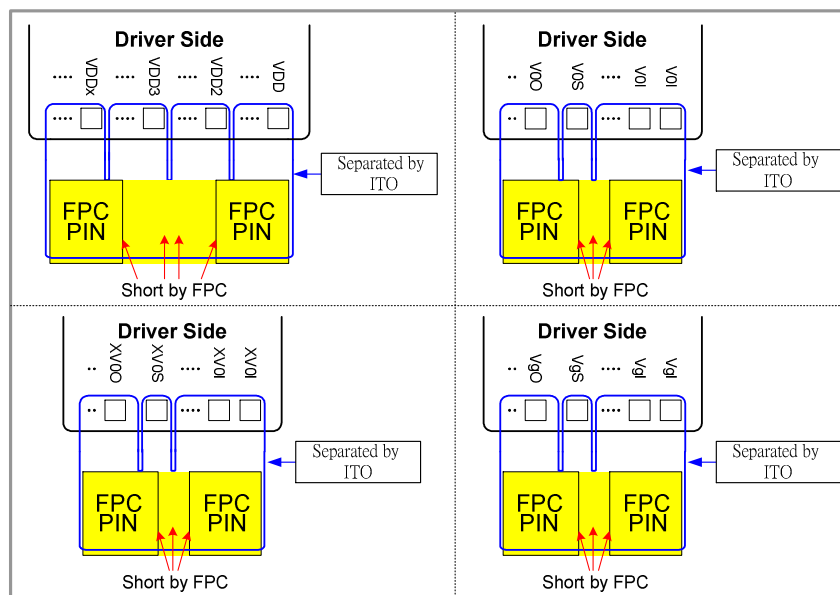 Driver Side
.... VDDx .... VDD3 .... VDD2 .... VDD
.... .... .... ....
Separated by
ITO
FPC
PIN
FPC
PIN
Short by FPC
Driver Side
.. V0O V0S .... V0I V0I
.. ....
Separated by
ITO
FPC
PIN
FPC
PIN
Short by FPC
Driver Side
.. XV0O XV0S .... XV0I XV0I
.. ....
Separated by
ITO
FPC
PIN
FPC
PIN
Short by FPC
Driver Side
.. VgO VgS .... VgI VgI
.. ....
Separated by
ITO
FPC
PIN
FPC
PIN
Short by FPC